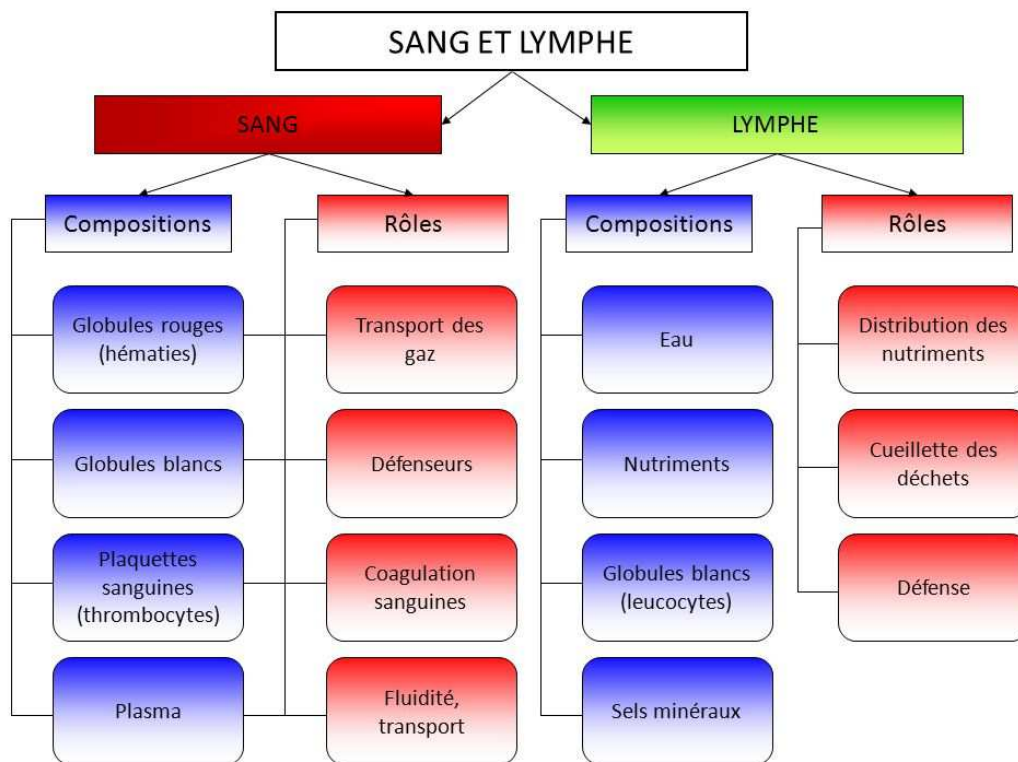 SANG ET LYMPHE
SANG
LYMPHE
Compositions
Rôles
Compositions
Rôles
Globules rouges
(hématies)
Transport des
gaz
Eau
Distribution des
nutriments
Globules blancs
Défenseurs
Nutriments
Cueillette des
déchets
Plaquettes
sanguines
(thrombocytes)
Coagulation
sanguines
Globules blancs
(leucocytes)
Défense
Plasma
Fluidité,
transport
Sels minéraux